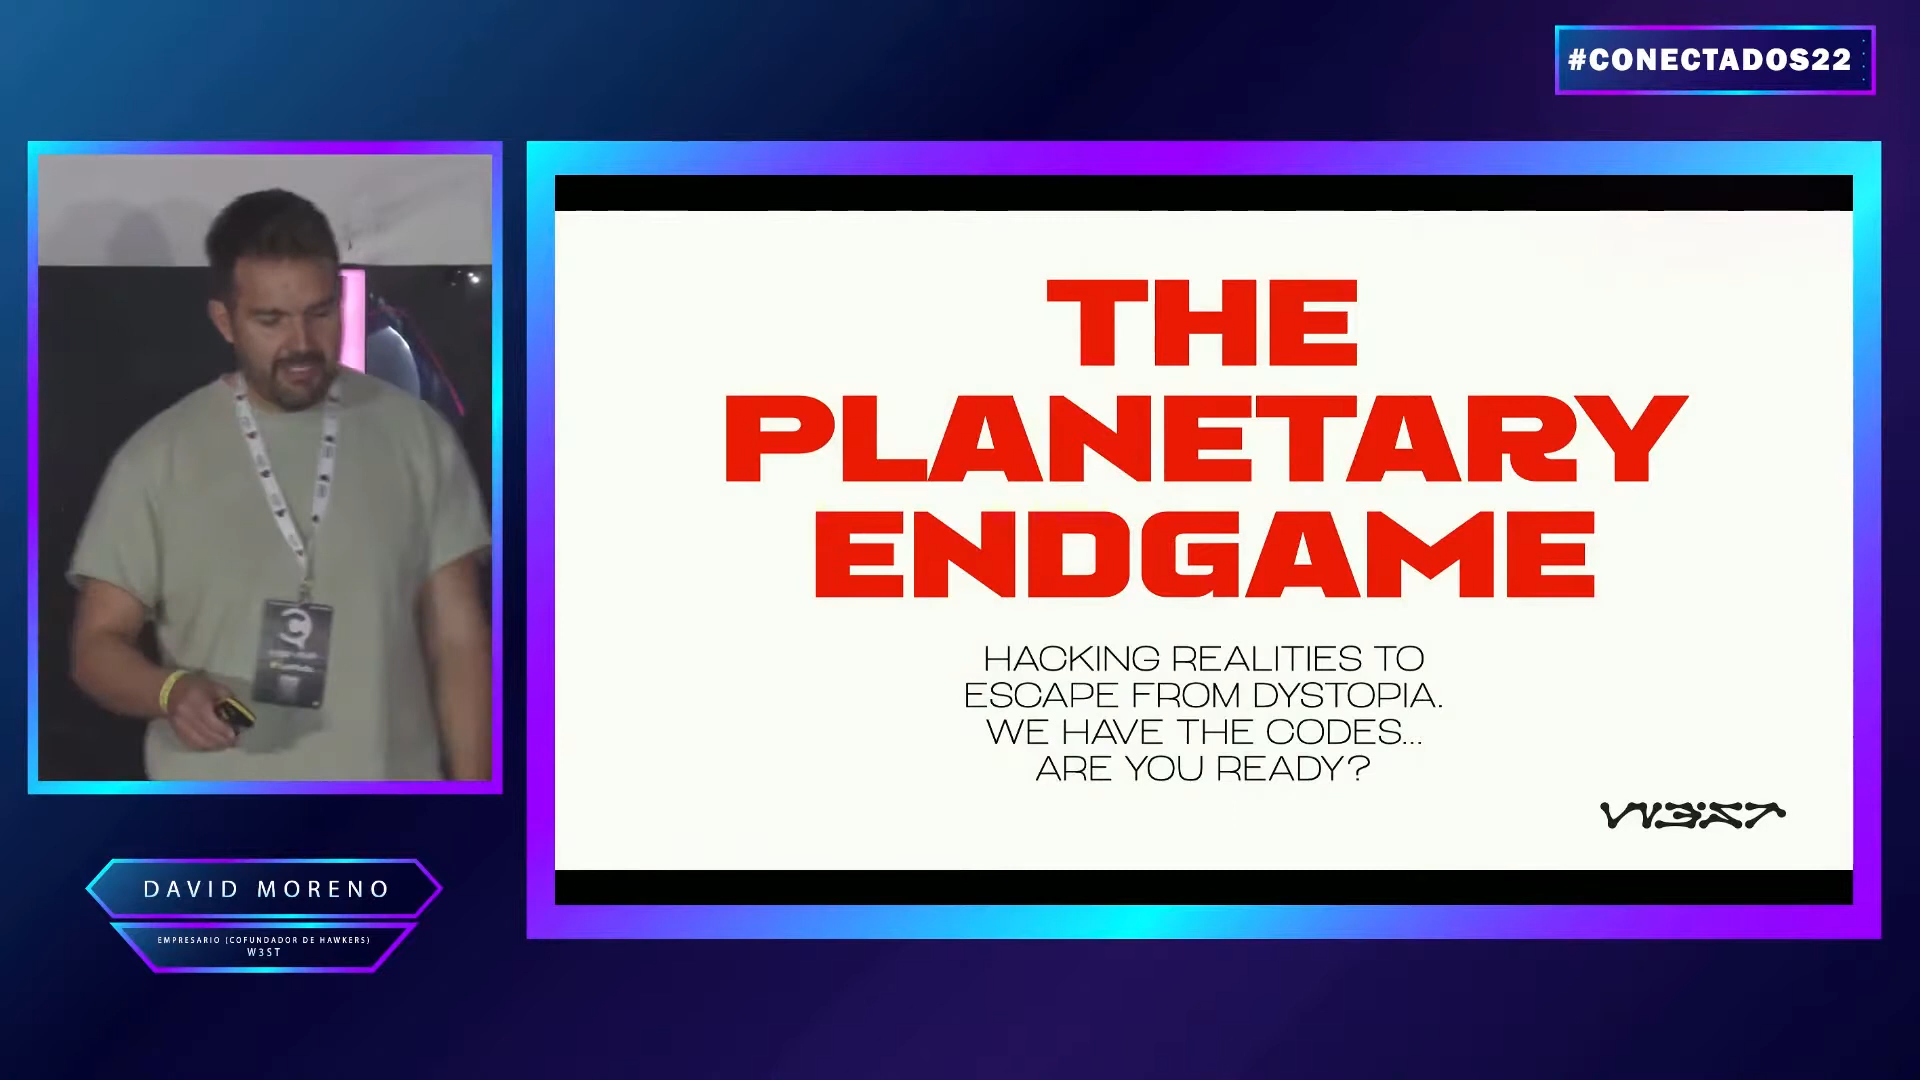 #CONECTADOS22
THE
PLANETARY
ENDGAME
HACKING REALITIES TO
ESCAPE FROM DYSTOPIA.
WE HAVE THE CODES...
ARE YOU READY?
W3ST
DAVID MORENO
EMPRESARIO (COFUNDADOR DE HAWKERS)
W3ST